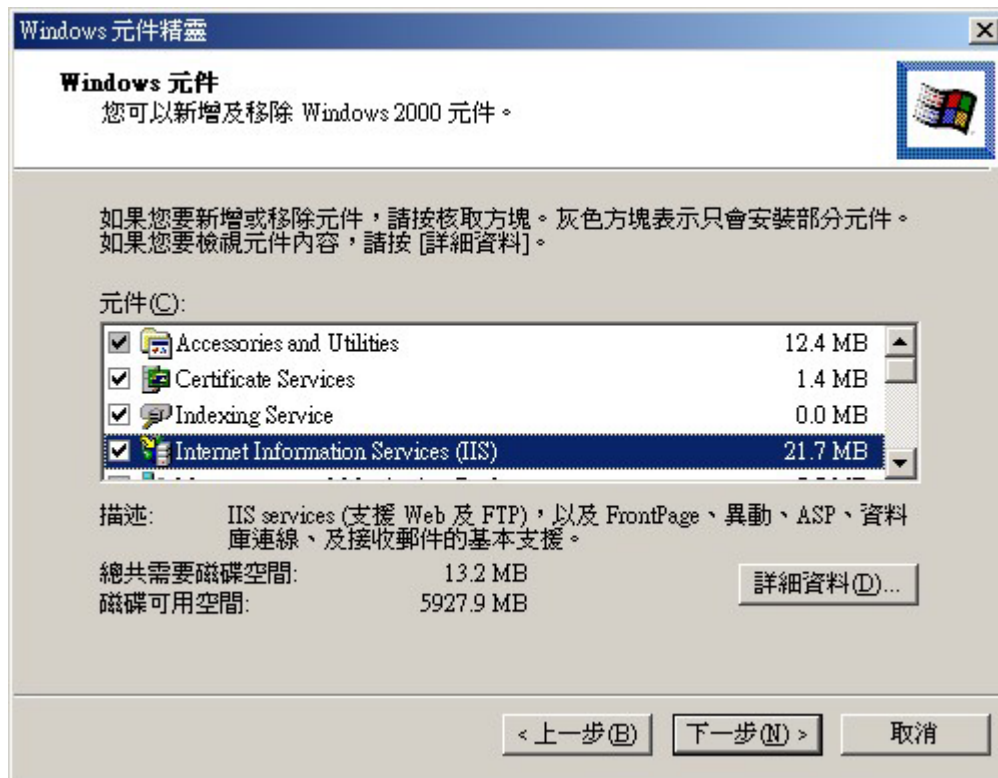 Windows 元件精靈
Windows 元件
您可以新增及移除 Windows 2000 元件。
如果您要新增或移除元件，請按核取方塊。灰色方塊表示只會安裝部分元件。
如果您要檢視元件內容，請按 [詳細資料]。
元件(C):
Accessories and Utilities 12.4 MB
Certificate Services 1.4 MB
Indexing Service 0.0 MB
Internet Information Services (IIS) 21.7 MB
描述: IIS services (支援 Web 及 FTP)，以及 FrontPage、異動、ASP、資料
庫連線、及接收郵件的基本支援。
總共需要磁碟空間: 13.2 MB
磁碟可用空間: 5927.9 MB
詳細資料(D)...
< 上一步(B) 下一步(N) > 取消